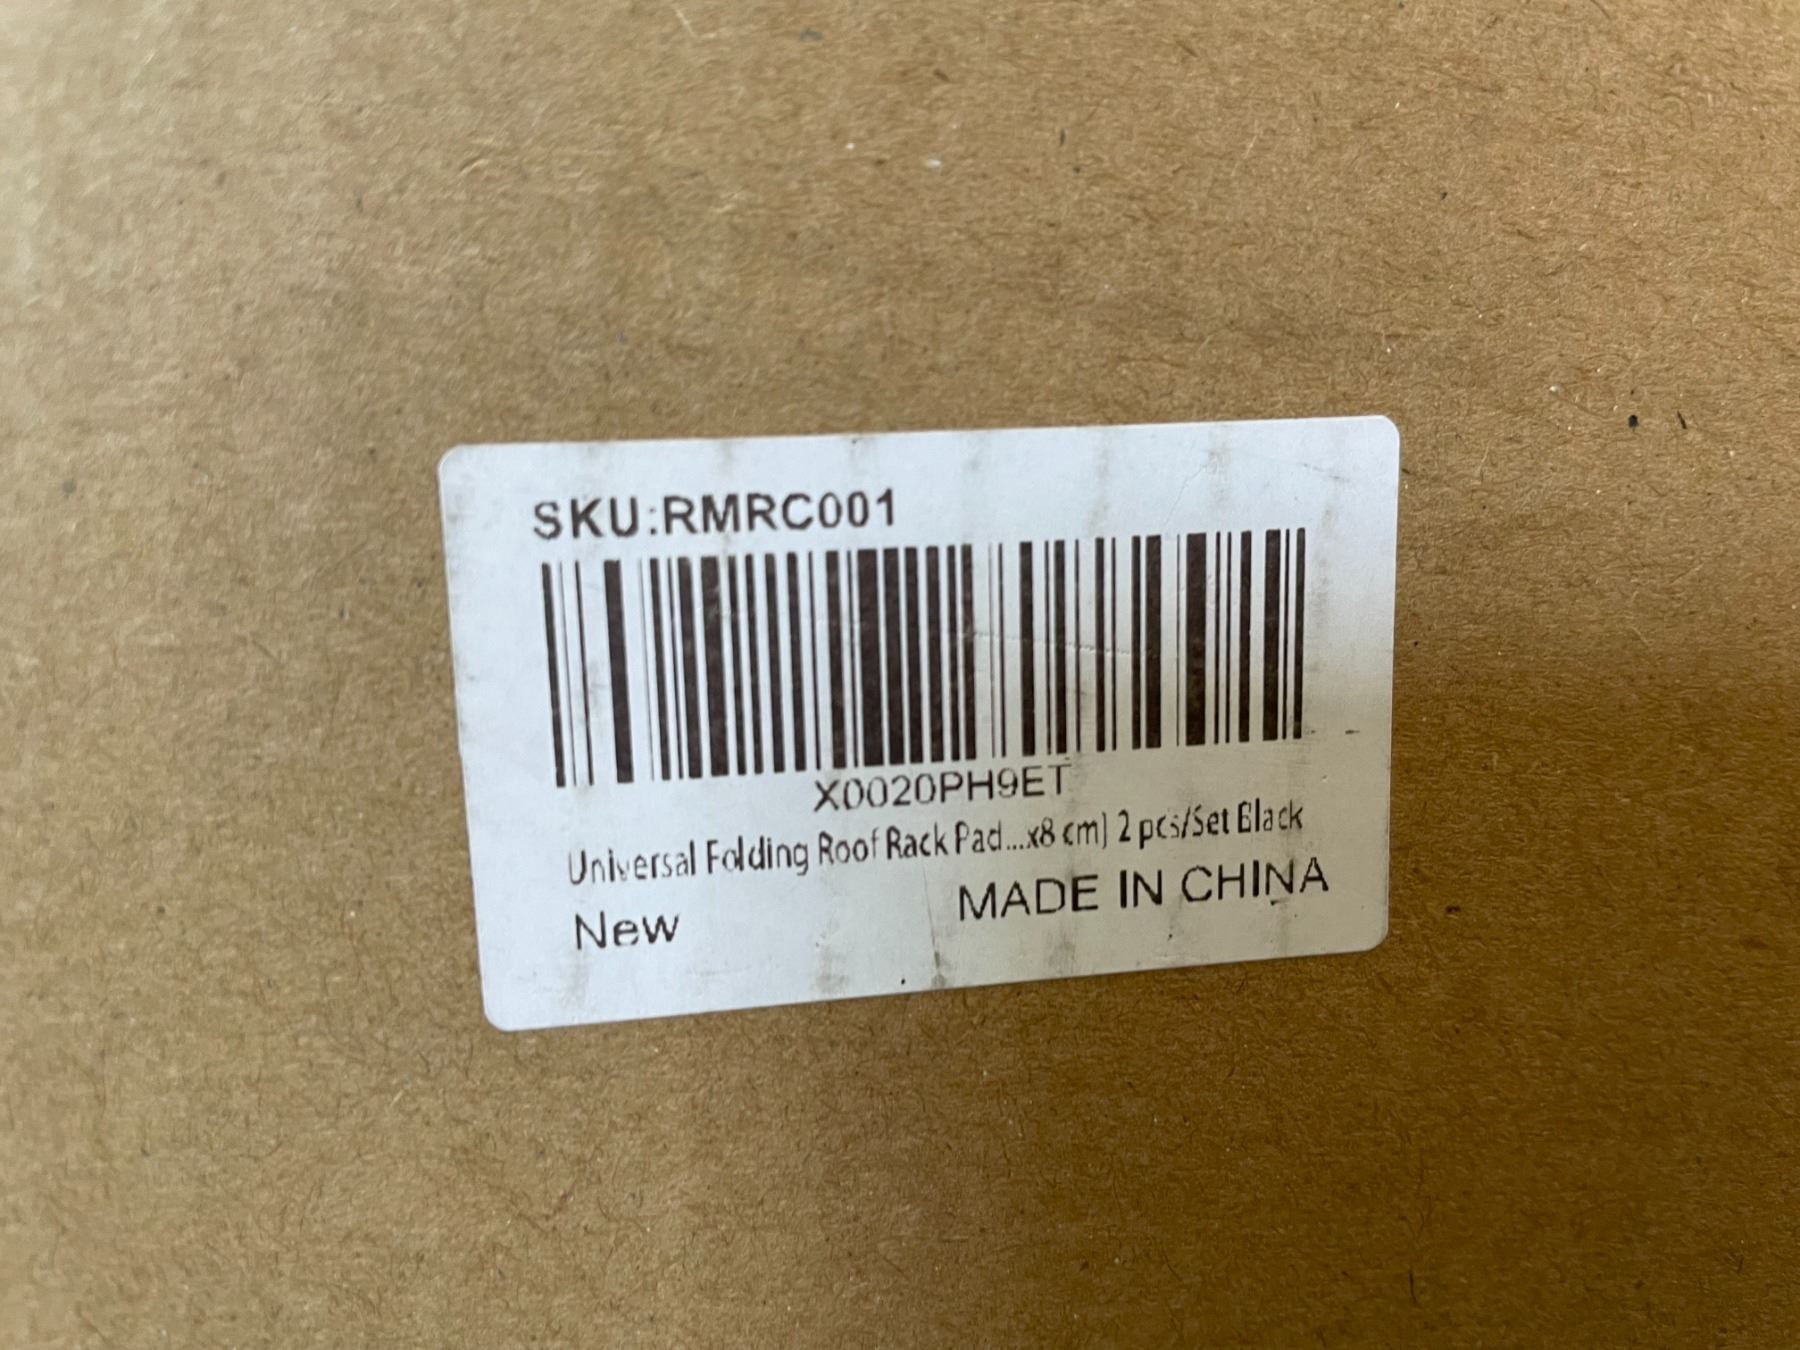 SKU:RMRC001
X0020PH9ET
Universal Folding Roof Rack Pad...x8 cm) 2 pcs/Set Black
New
MADE IN CHINA